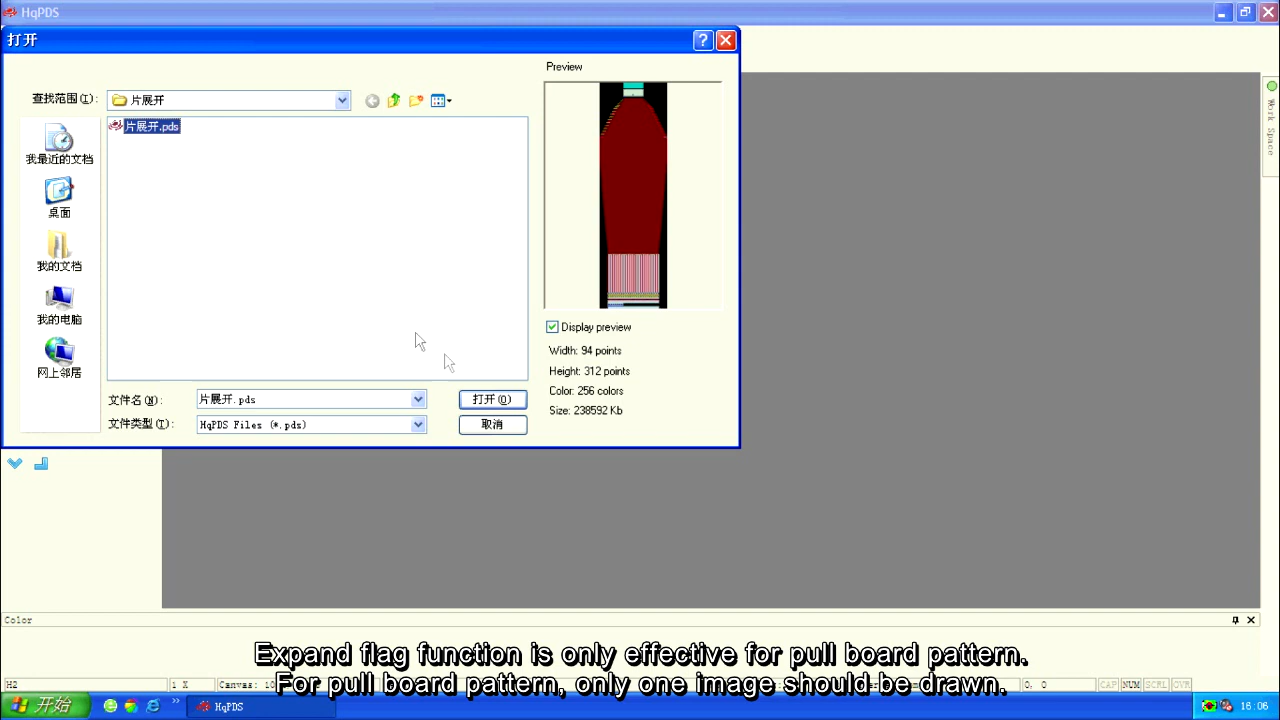 HqPDS
打开
Preview
查找范围(I):
片展开
片展开.pds
我最近的文档
桌面
我的文档
我的电脑
网上邻居
Display preview
Width: 94 points
Height: 312 points
Color: 256 colors
Size: 238592 Kb
文件名(N):
片展开.pds
打开(O)
文件类型(T):
HqPDS Files (*.pds)
取消
Work Space
Color
Expand flag function is only effective for pull board pattern.
For pull board pattern, only one image should be drawn.
H2
1 X
Canvas: 10
0, 0
CAP NUM SCRL OVR
开始
HqPDS
16:06